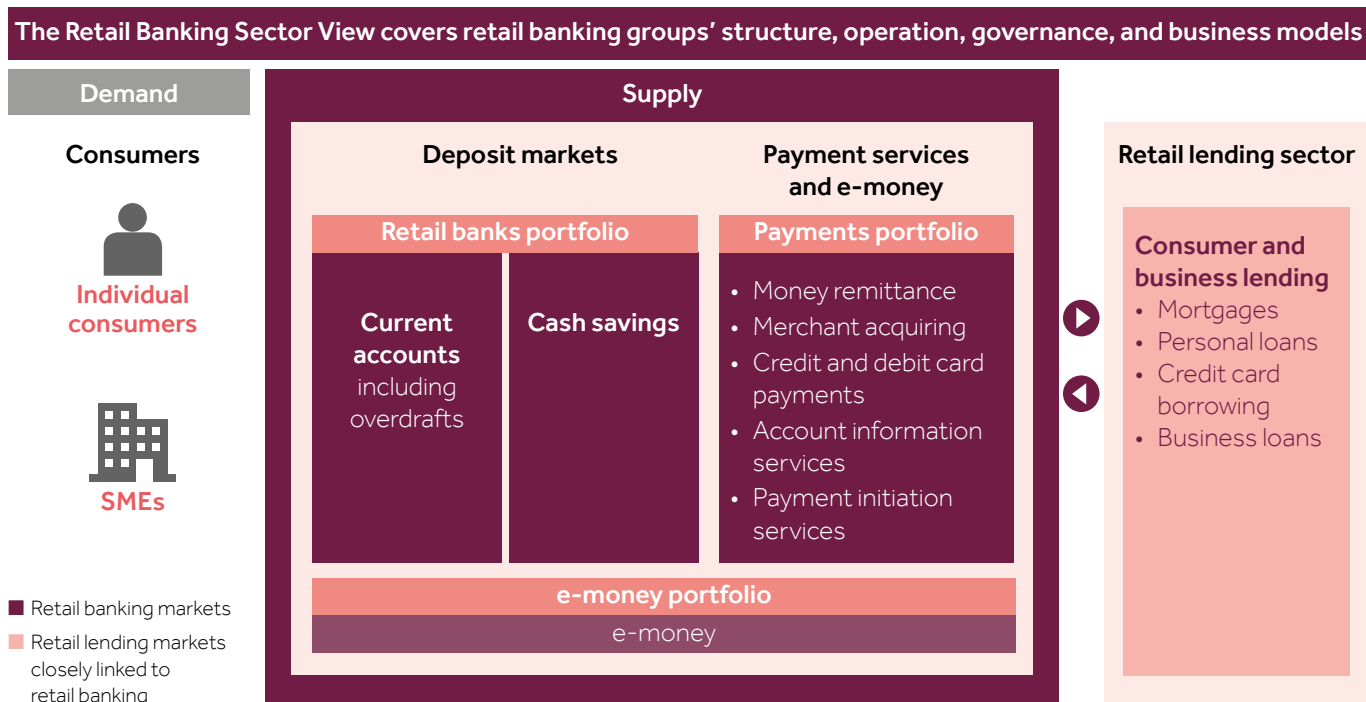 The Retail Banking Sector View covers retail banking groups’ structure, operation, governance, and business models
Demand
Consumers
Individual
consumers
SMEs
Retail banking markets
Retail lending markets
closely linked to
retail banking
Supply
Deposit markets
Retail banks portfolio
Current
accounts
including
overdrafts
Cash savings
Payment services
and e-money
Payments portfolio
• Money remittance
• Merchant acquiring
• Credit and debit card
payments
• Account information
services
• Payment initiation
services
e-money portfolio
e-money
Retail lending sector
Consumer and
business lending
• Mortgages
• Personal loans
• Credit card
borrowing
• Business loans